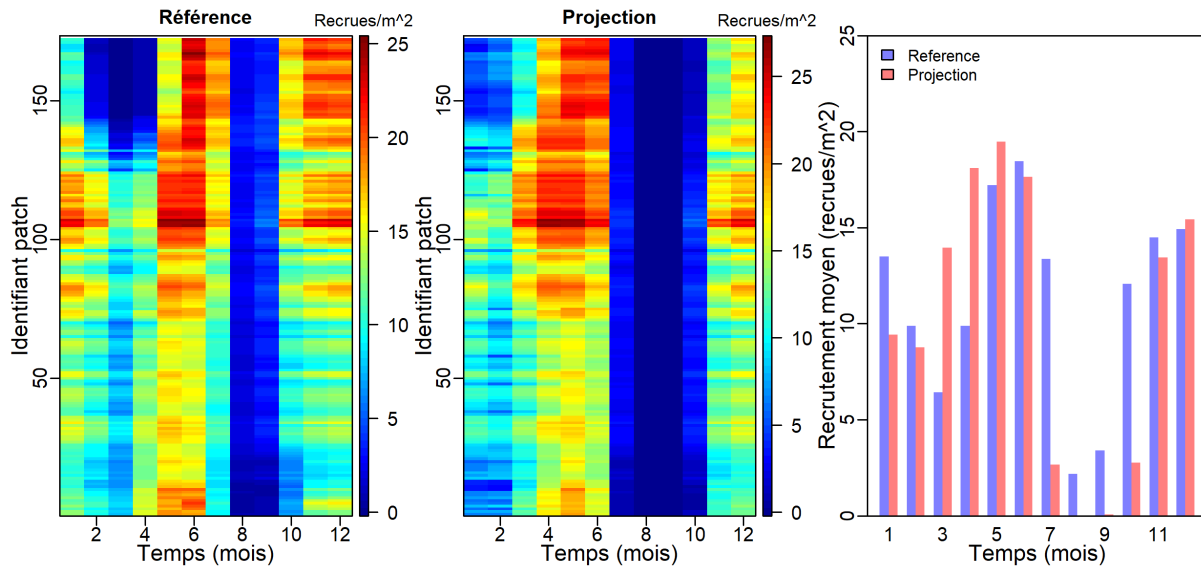 Référence
Recrues/m^2
Identifiant patch
50
100
150
2 4 6 8 10 12
Temps (mois)
0
5
10
15
20
25
Projection
Recrues/m^2
Identifiant patch
50
100
150
2 4 6 8 10 12
Temps (mois)
0
5
10
15
20
25
Reference
Projection
Recrutement moyen (recrues/m^2)
0
5
10
15
20
25
1 3 5 7 9 11
Temps (mois)